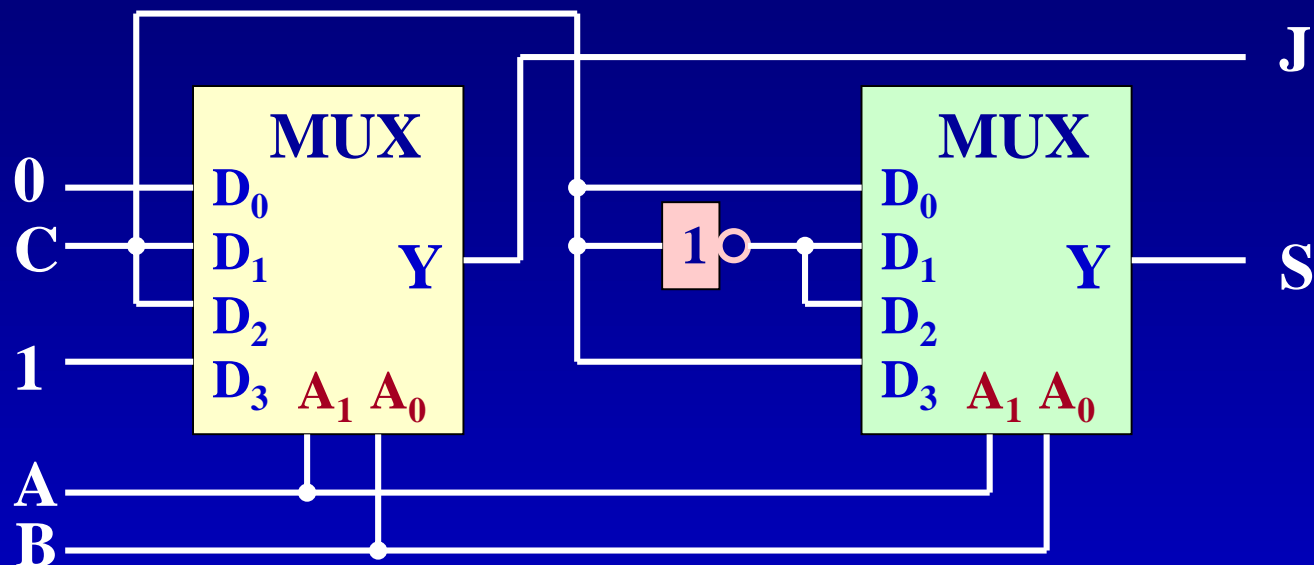 J
MUX
MUX
0
D₀
D₀
C
D₁
Y
1
D₁
Y
S
D₂
D₂
1
D₃
A₁
A₀
D₃
A₁
A₀
A
B